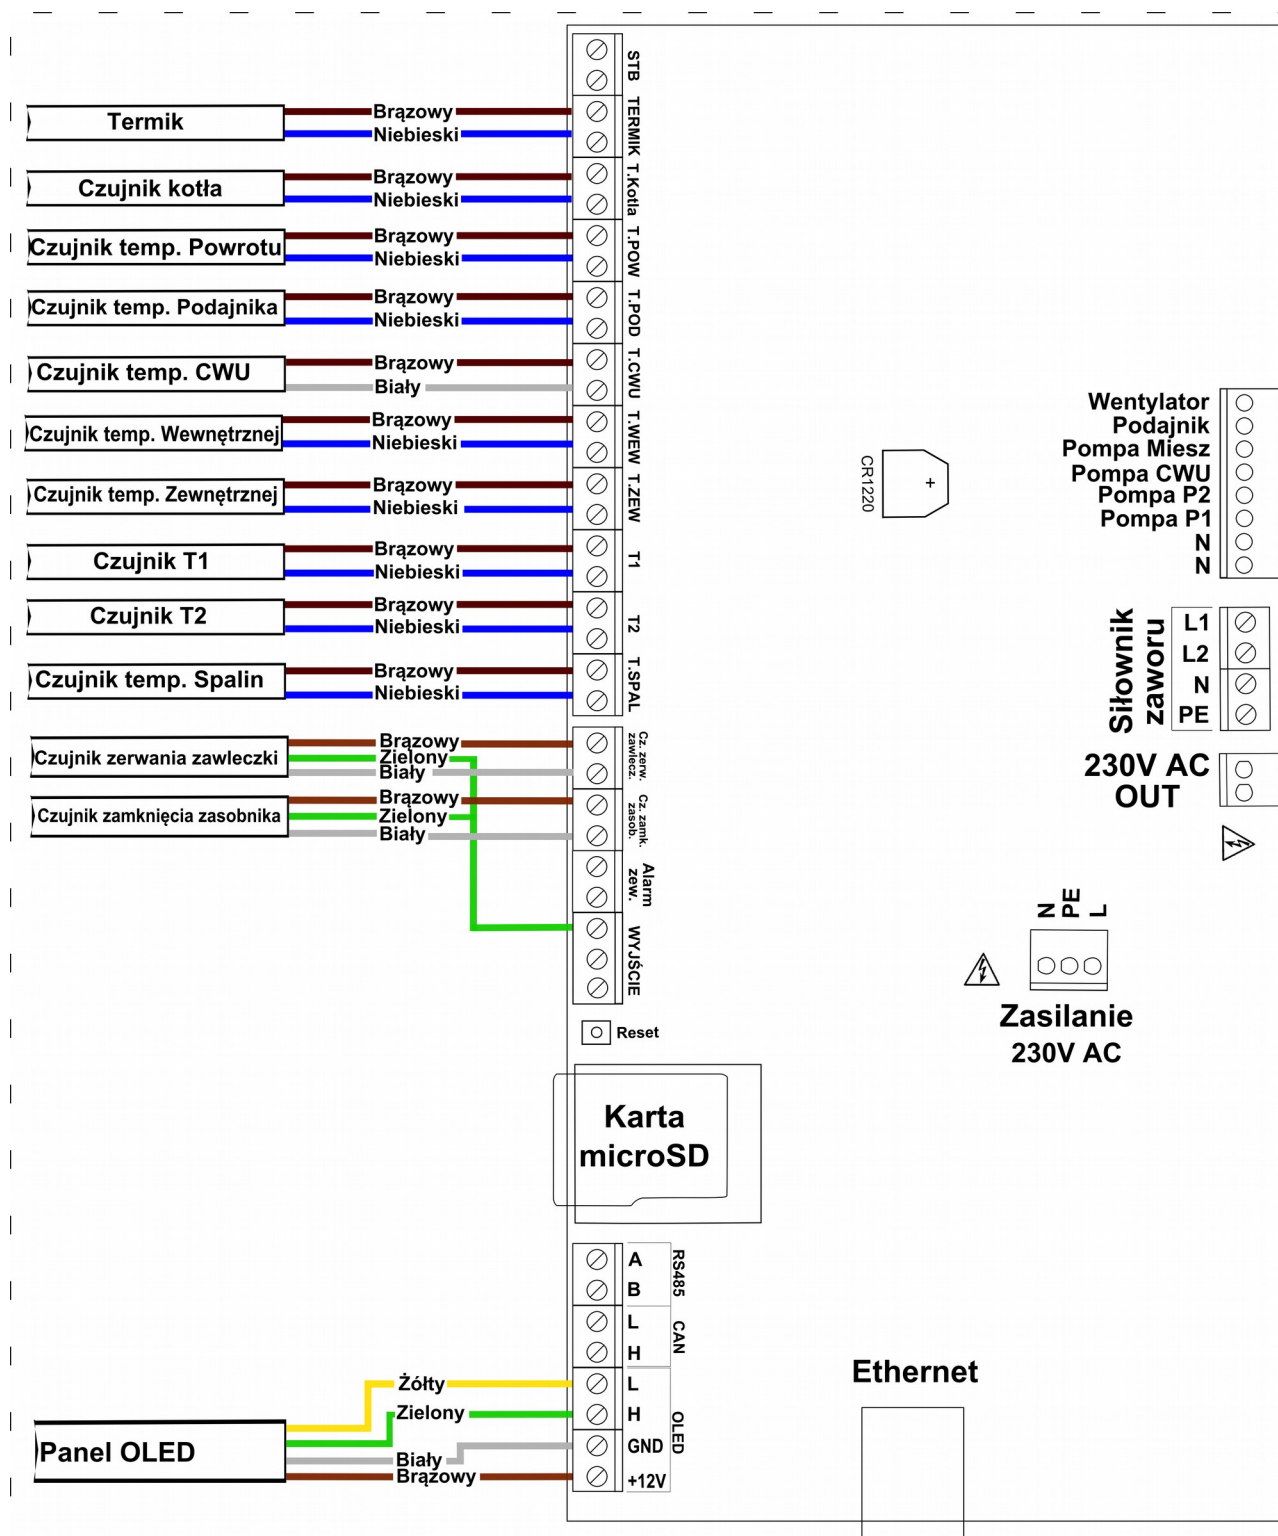 STB
Termik
Brązowy
Niebieski
TERMIK
Czujnik kotła
Brązowy
Niebieski
T.Kotla
Czujnik temp. Powrotu
Brązowy
Niebieski
T.POW
Czujnik temp. Podajnika
Brązowy
Niebieski
T.POD
Czujnik temp. CWU
Brązowy
Biały
T.CWU
Czujnik temp. Wewnętrznej
Brązowy
Niebieski
T.WEW
Czujnik temp. Zewnętrznej
Brązowy
Niebieski
T.ZEW
Czujnik T1
Brązowy
Niebieski
T1
Czujnik T2
Brązowy
Niebieski
T2
Czujnik temp. Spalin
Brązowy
Niebieski
T.SPAL
Czujnik zerwania zawleczki
Brązowy
Zielony
Biały
Cz. zerw.
zawlecz.
Czujnik zamknięcia zasobnika
Brązowy
Zielony
Biały
Cz. zamk.
zasob.
Alarm
zew.
WYJŚCIE
Reset
Karta
microSD
A
B
RS485
L
H
CAN
Panel OLED
Żółty
Zielony
Biały
Brązowy
L
H
GND
+12V
OLED
CR1220
+
Wentylator
Podajnik
Pompa Miesz
Pompa CWU
Pompa P2
Pompa P1
N
N
Siłownik
zaworu
L1
L2
N
PE
230V AC
OUT
N
PE
L
Zasilanie
230V AC
Ethernet